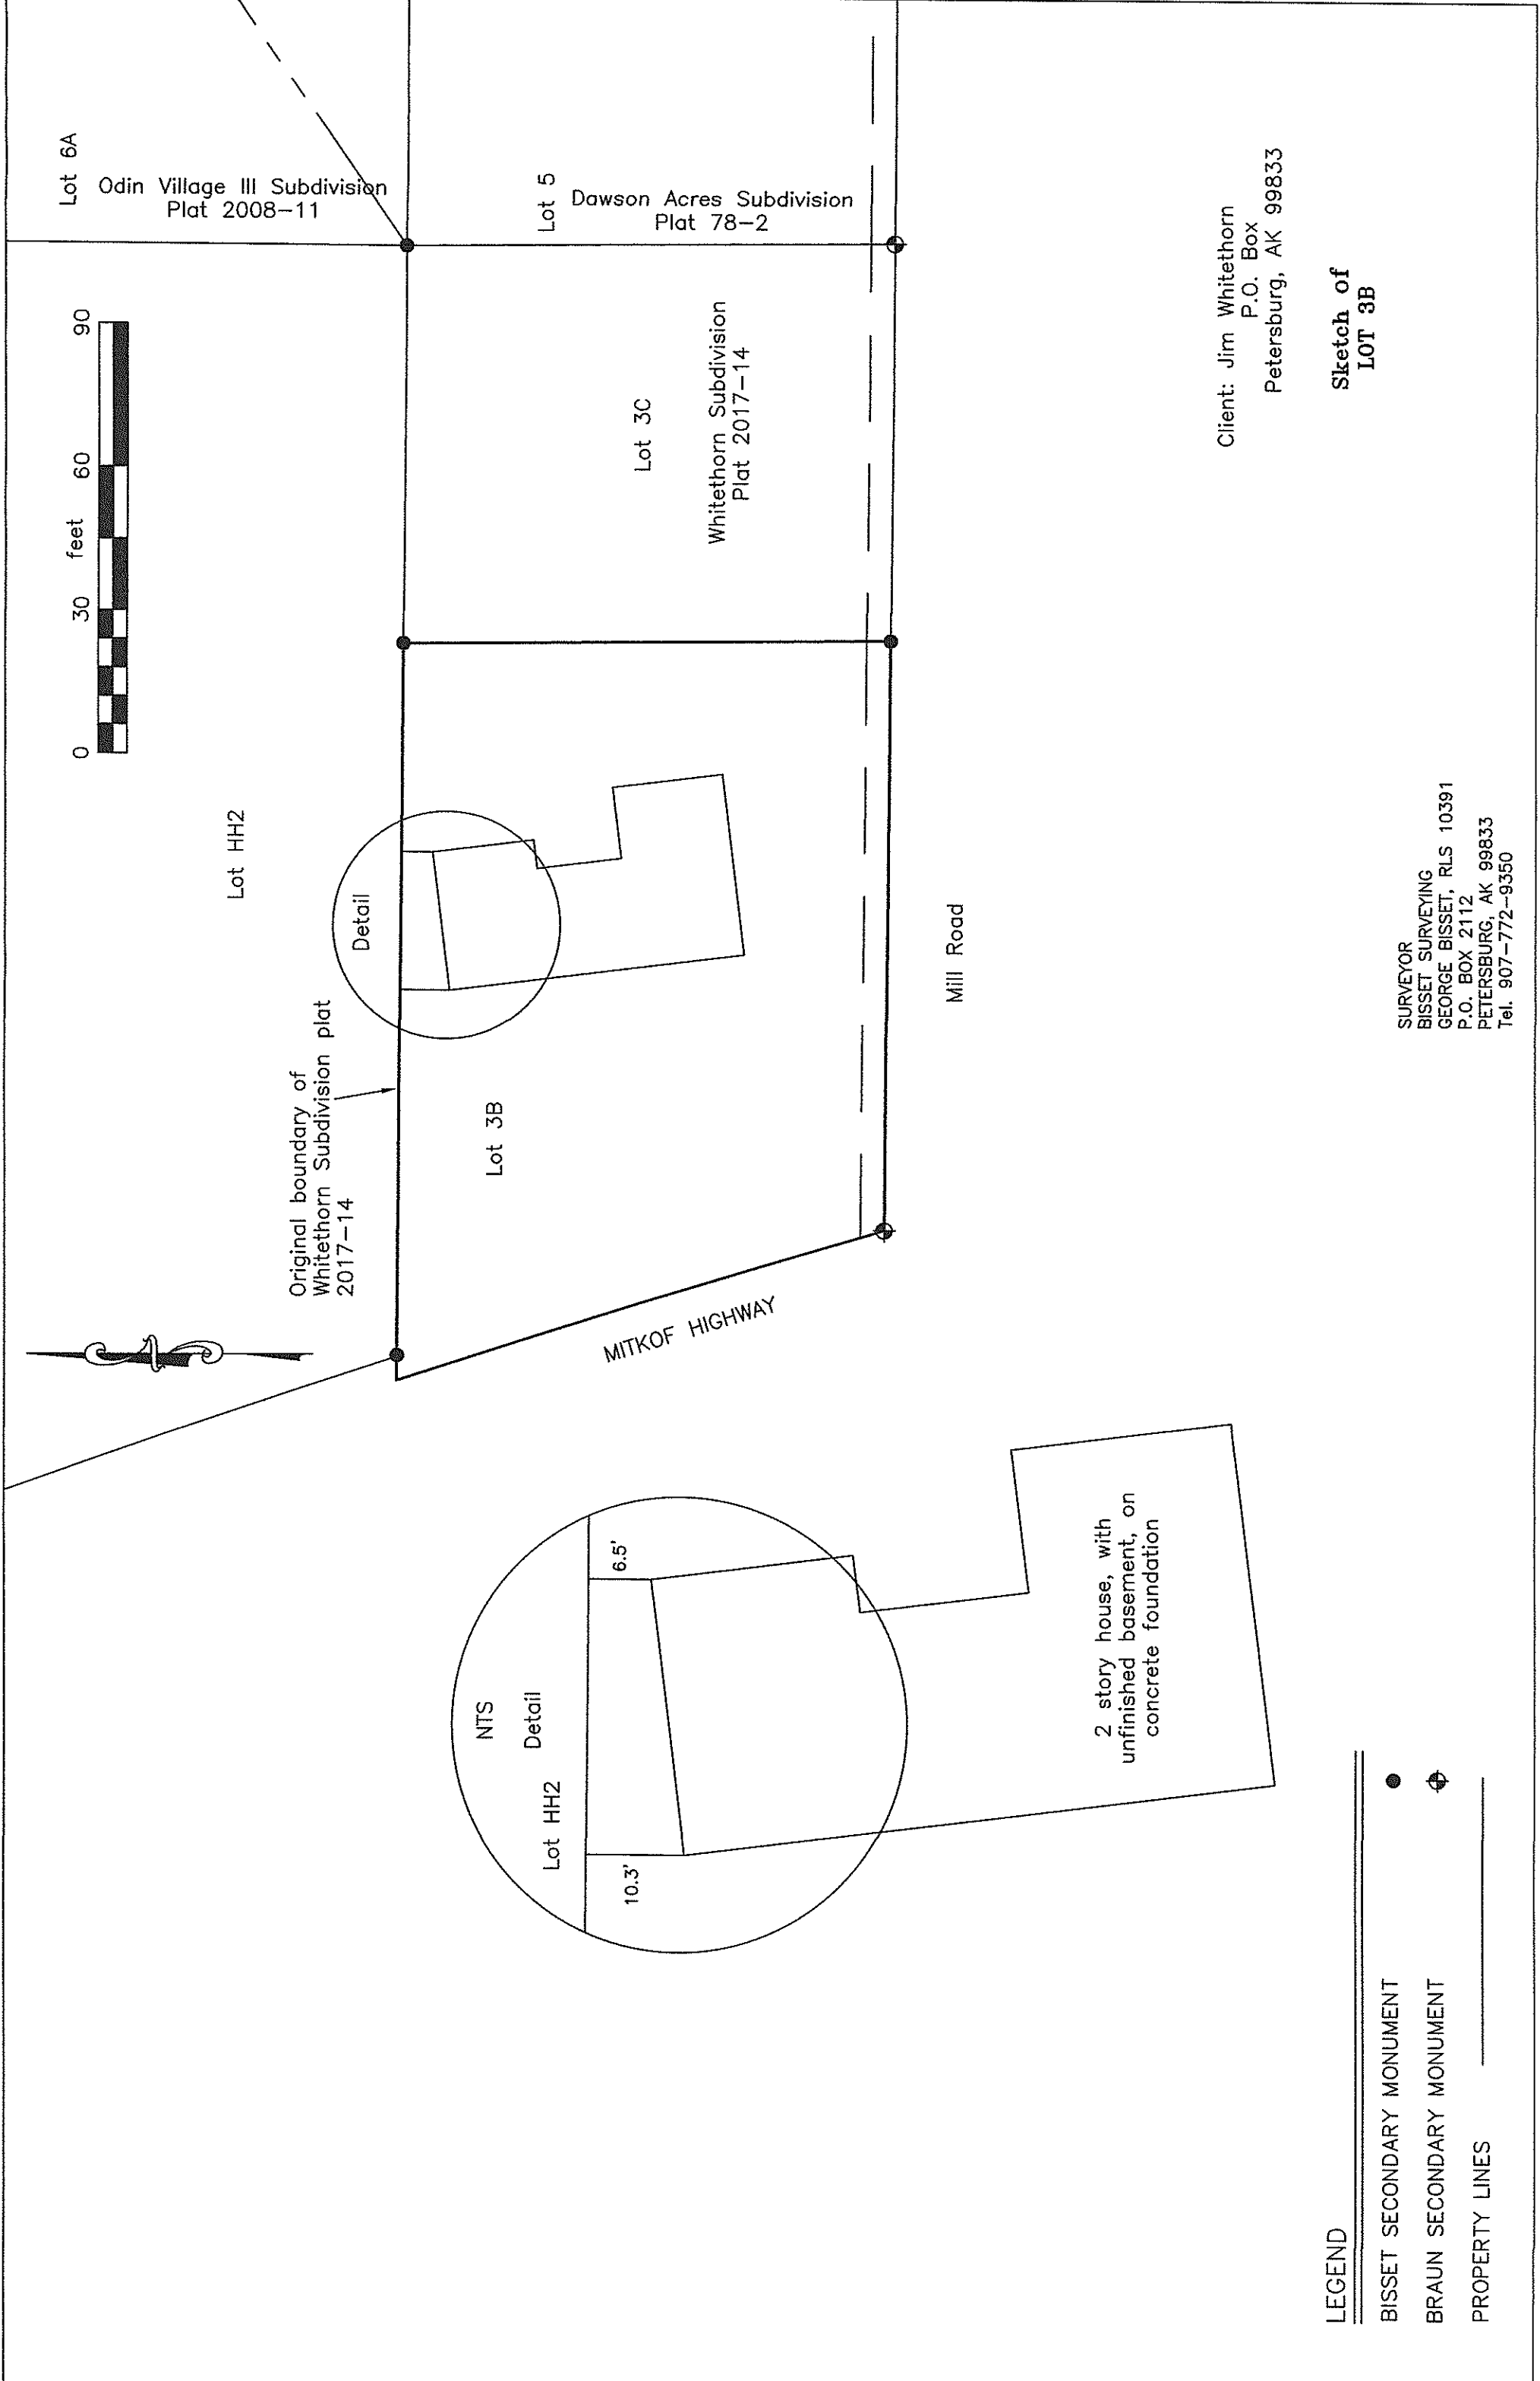 Lot 6A
Odin Village III Subdivision
Plat 2008-11
0
30
feet
60
90
Lot HH2
Lot 5
Dawson Acres Subdivision
Plat 78-2
Original boundary of
Whitethorn Subdivision plat
2017-14
Detail
Lot 3B
Lot 3C
Whitethorn Subdivision
Plat 2017-14
MITKOF HIGHWAY
Mill Road
NTS
Detail
Lot HH2
10.3'
6.5'
2 story house, with
unfinished basement, on
concrete foundation
Client: Jim Whitethorn
P.O. Box
Petersburg, AK 99833
Sketch of
LOT 3B
LEGEND
BISSET SECONDARY MONUMENT
BRAUN SECONDARY MONUMENT
PROPERTY LINES
SURVEYOR
BISSET SURVEYING
GEORGE BISSET, RLS 10391
P.O. BOX 2112
PETERSBURG, AK 99833
Tel. 907-772-9350